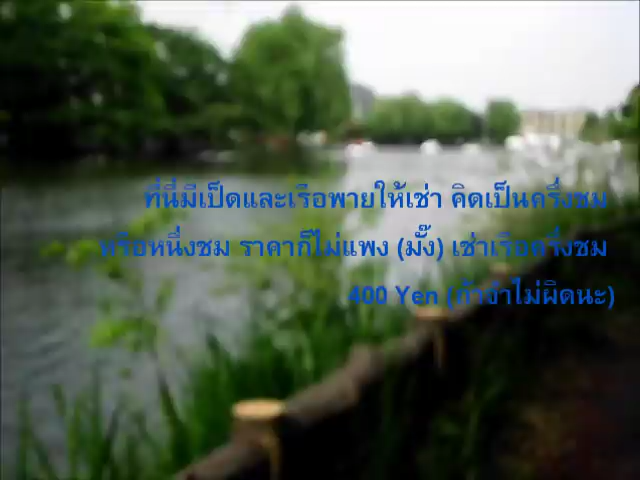 ที่นี่มีเป็ดและเรือพายให้เช่า คิดเป็นครึ่งชม
หรือหนึ่งชม ราคาก็ไม่แพง (มั๊ง) เช่าเรือครึ่งชม
400 Yen (ถ้าจำไม่ผิดนะ)